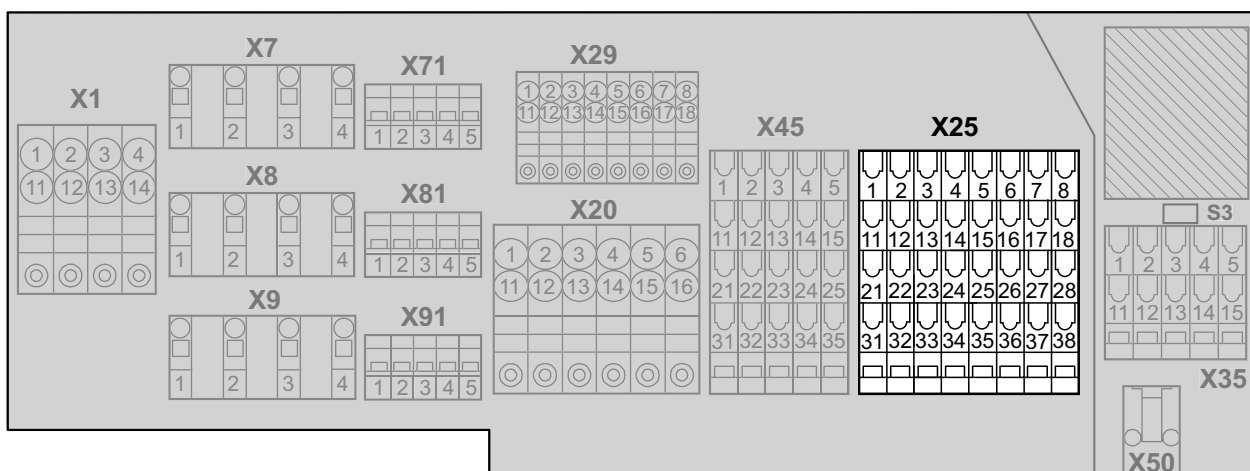 X1
1 2 3 4
11 12 13 14
X7
1 2 3 4
X8
1 2 3 4
X9
1 2 3 4
X71
1 2 3 4 5
X81
1 2 3 4 5
X91
1 2 3 4 5
X29
1 2 3 4 5 6 7 8
11 12 13 14 15 16 17 18
X20
1 2 3 4 5 6
11 12 13 14 15 16
X45
1 2 3 4 5
11 12 13 14 15
21 22 23 24 25
31 32 33 34 35
X25
1 2 3 4 5 6 7 8
11 12 13 14 15 16 17 18
21 22 23 24 25 26 27 28
31 32 33 34 35 36 37 38
S3
1 2 3 4 5
11 12 13 14 15
X35
X50